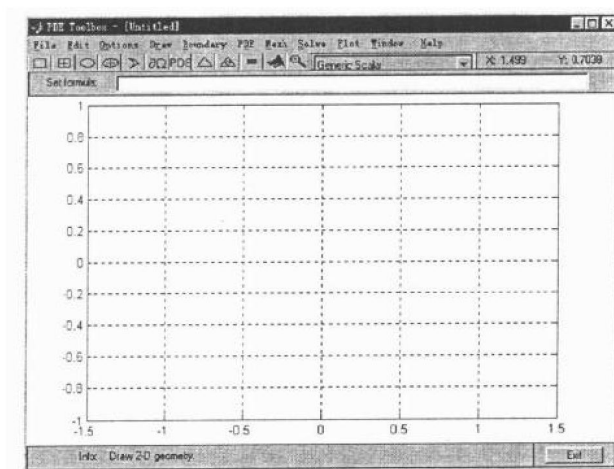 PDE Toolbox - [Untitled]
File Edit Options Draw Boundary PDE Mesh Solve Plot Window Help
∂Ω PDE Generic Scalar X: 1.499 Y: 0.7039
Set formula:
1
0.8
0.6
0.4
0.2
0
-0.2
-0.4
-0.6
-0.8
-1
-1.5 -1 -0.5 0 0.5 1 1.5
Info: Draw 2-D geometry. Exit